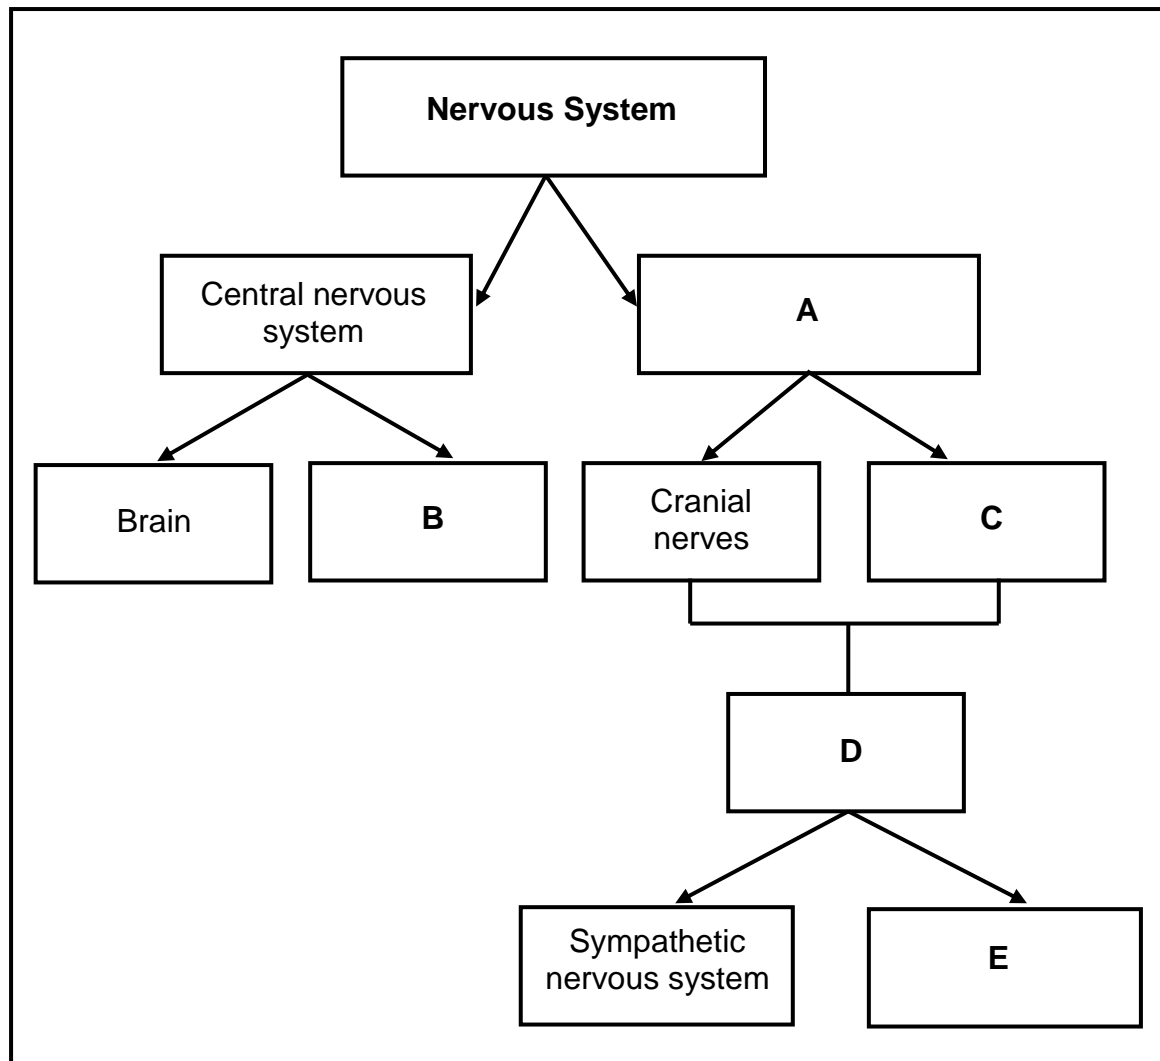 Nervous System
Central nervous
system
A
Brain
B
Cranial
nerves
C
D
Sympathetic
nervous system
E